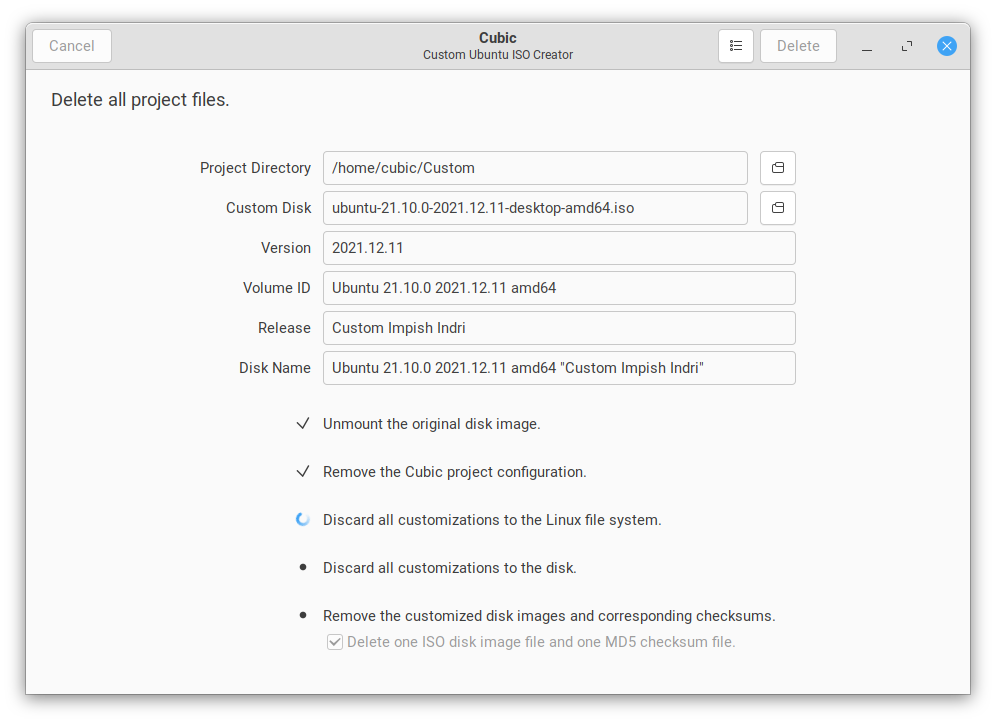 Cancel
Cubic
Custom Ubuntu ISO Creator
Delete
Delete all project files.
Project Directory /home/cubic/Custom
Custom Disk ubuntu-21.10.0-2021.12.11-desktop-amd64.iso
Version 2021.12.11
Volume ID Ubuntu 21.10.0 2021.12.11 amd64
Release Custom Impish Indri
Disk Name Ubuntu 21.10.0 2021.12.11 amd64 "Custom Impish Indri"
Unmount the original disk image.
Remove the Cubic project configuration.
Discard all customizations to the Linux file system.
Discard all customizations to the disk.
Remove the customized disk images and corresponding checksums.
Delete one ISO disk image file and one MD5 checksum file.